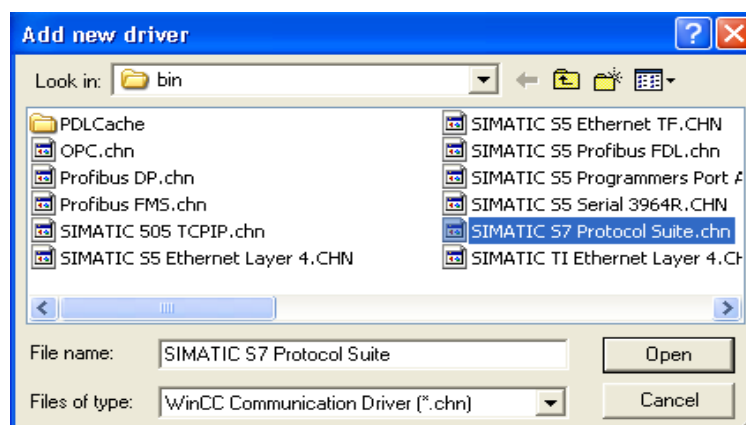 Add new driver
Look in: bin
PDLCache
OPC.chn
Profibus DP.chn
Profibus FMS.chn
SIMATIC 505 TCPIP.chn
SIMATIC S5 Ethernet Layer 4.CHN
SIMATIC S5 Ethernet TF.CHN
SIMATIC S5 Profibus FDL.chn
SIMATIC S5 Programmers Port
SIMATIC S5 Serial 3964R.CHN
SIMATIC S7 Protocol Suite.chn
SIMATIC TI Ethernet Layer 4.CH
File name: SIMATIC S7 Protocol Suite
Open
Files of type: WinCC Communication Driver (*.chn)
Cancel